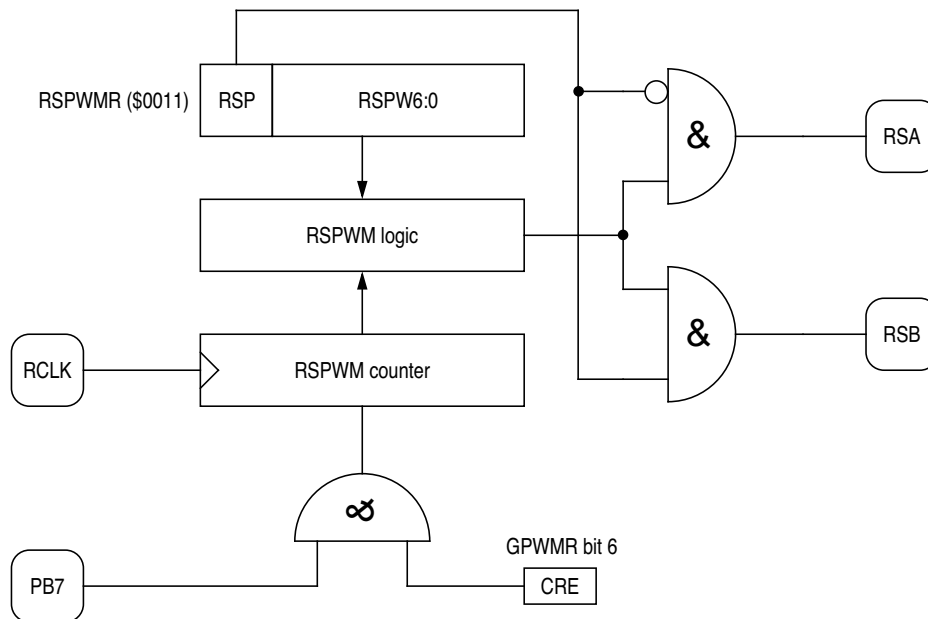 RSPWMR ($0011)
RSP
RSPW6:0
&
RSA
RSPWM logic
&
RSB
RCLK
RSPWM counter
&
GPWMR bit 6
PB7
CRE